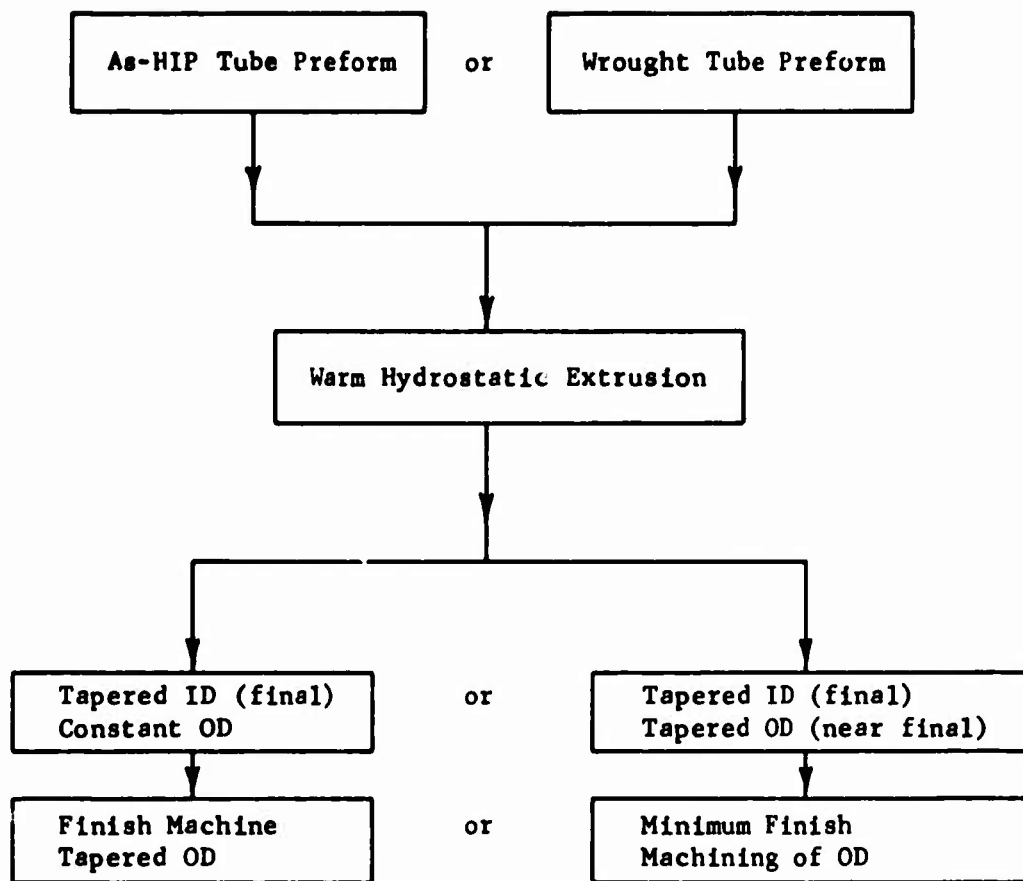 As-HIP Tube Preform or Wrought Tube Preform
Warm Hydrostatic Extrusion
Tapered ID (final) or Tapered ID (final)
Constant OD Tapered OD (near final)
Finish Machine or Minimum Finish
Tapered OD Machining of OD